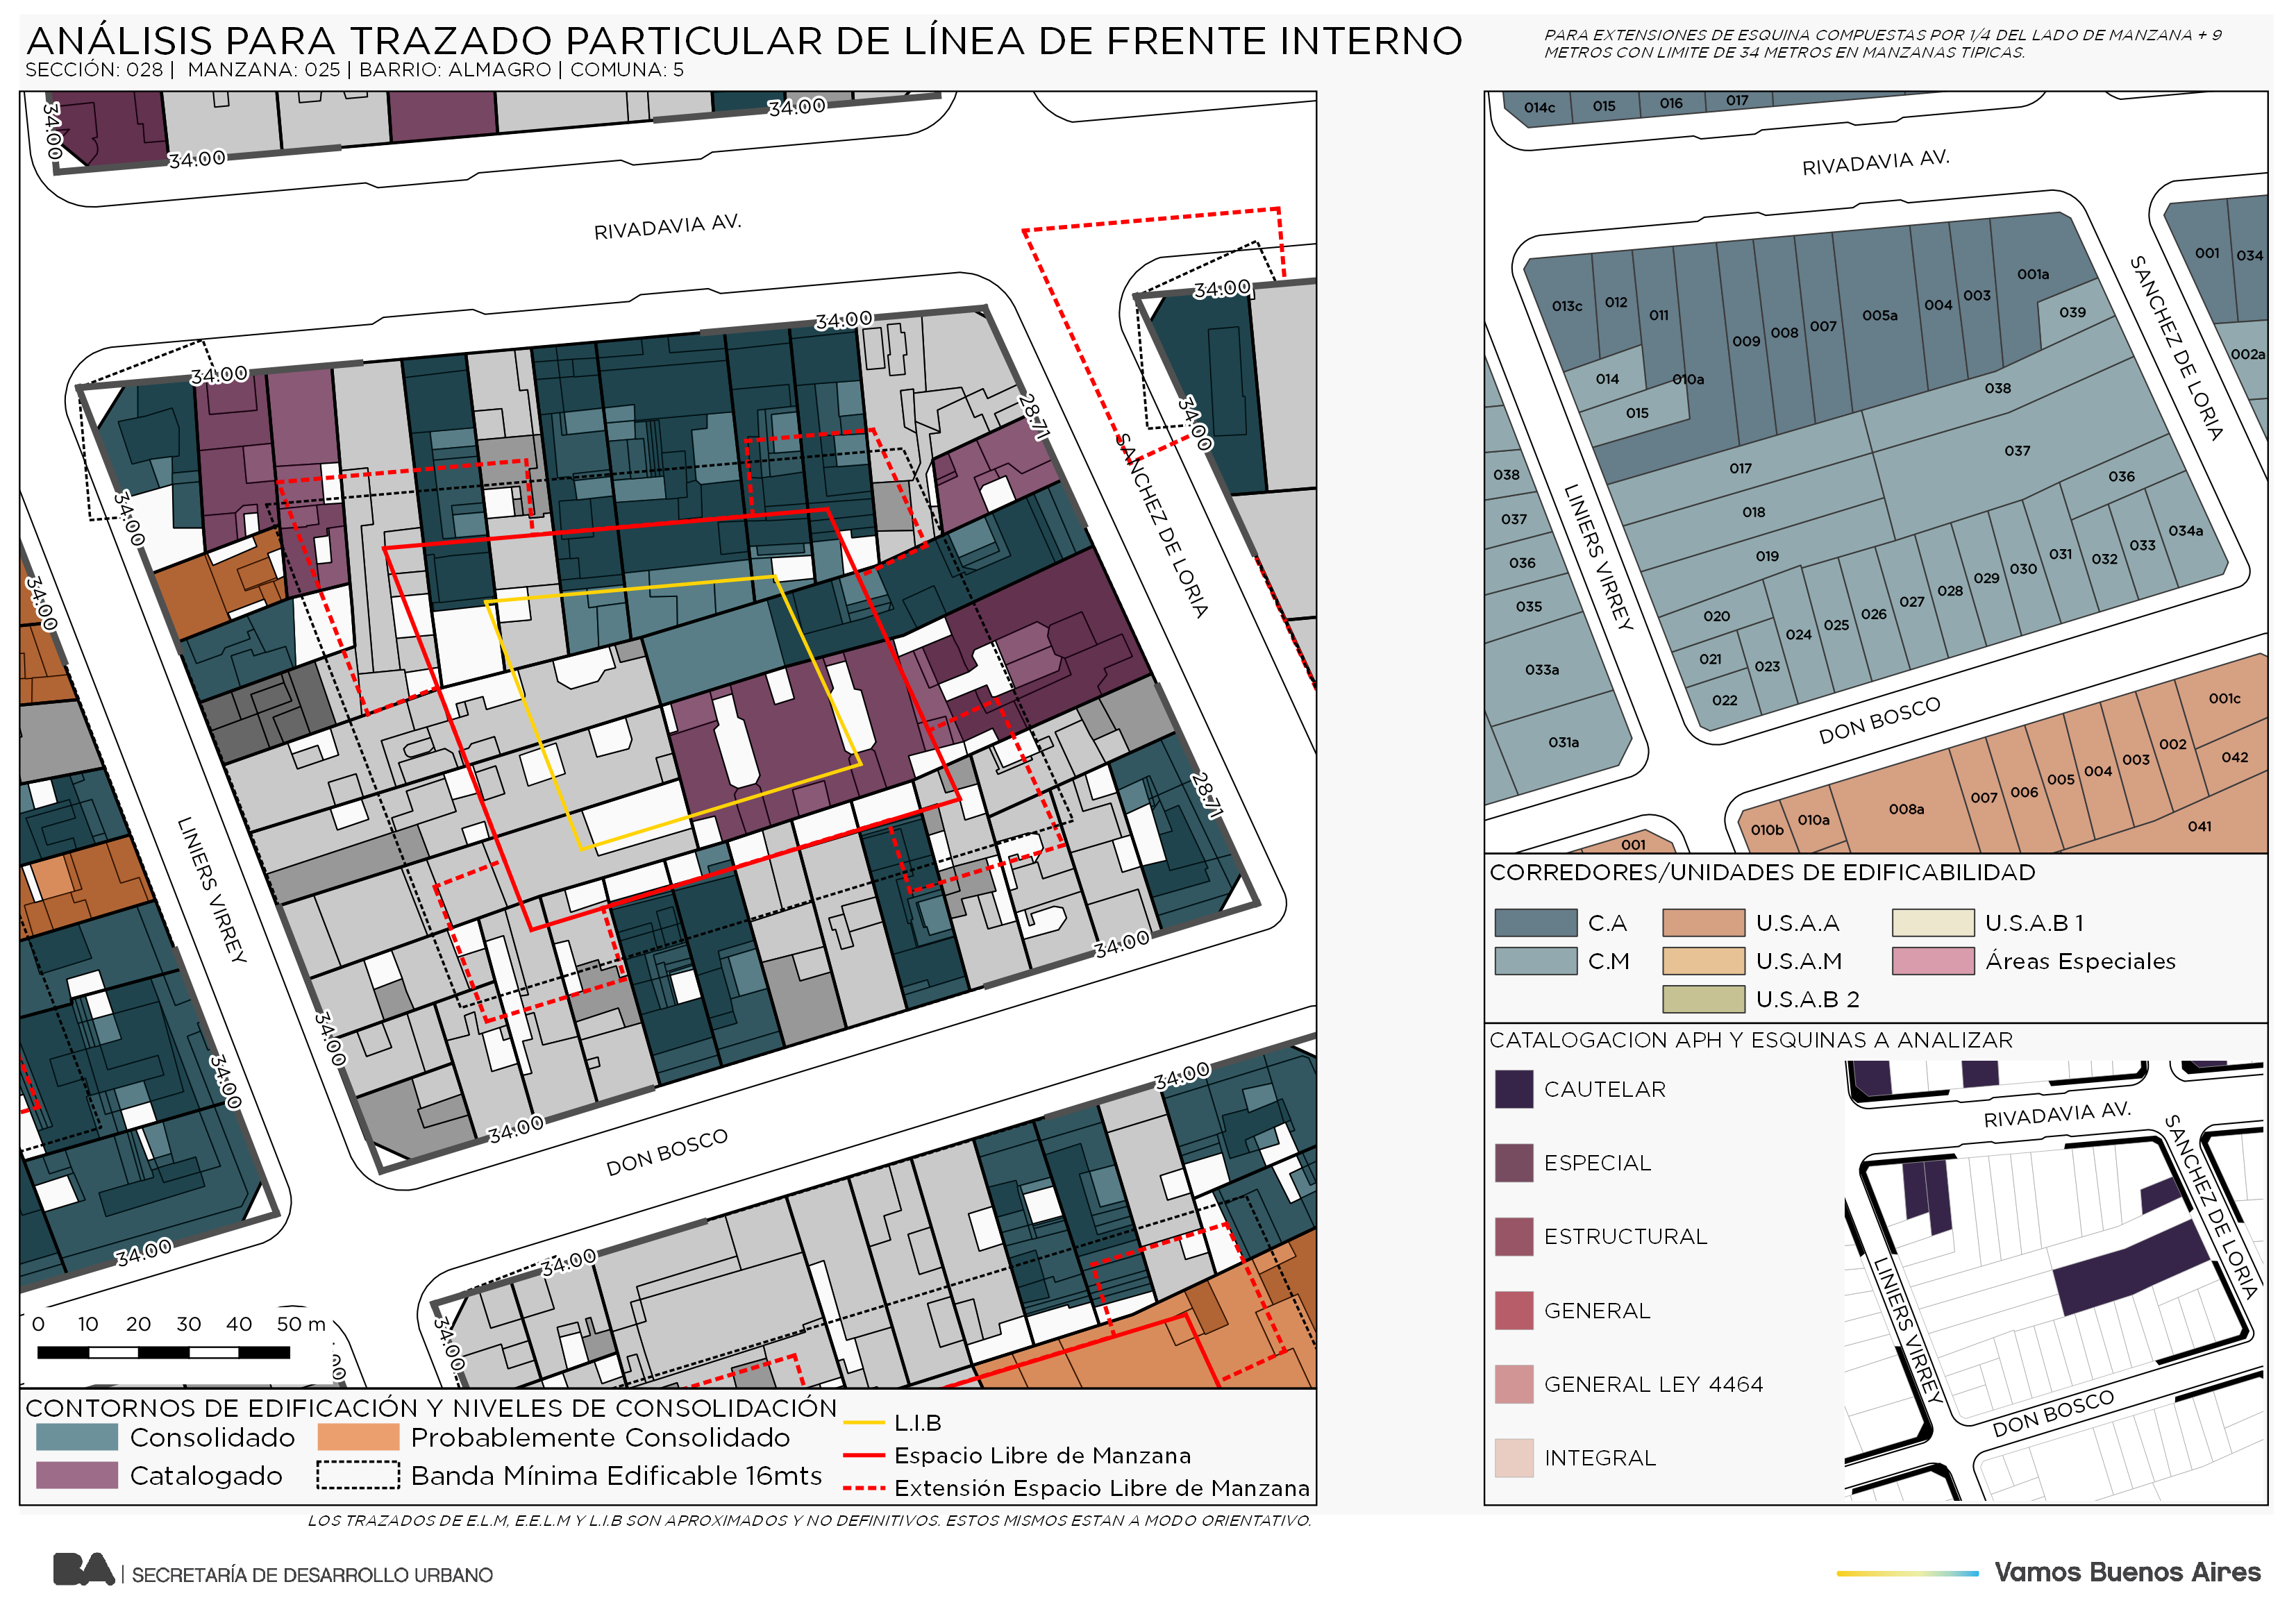 ANÁLISIS PARA TRAZADO PARTICULAR DE LÍNEA DE FRENTE INTERNO
SECCIÓN: 028 | MANZANA: 025 | BARRIO: ALMAGRO | COMUNA: 5
PARA EXTENSIONES DE ESQUINA COMPUESTAS POR 1/4 DEL LADO DE MANZANA + 9
METROS CON LIMITE DE 34 METROS EN MANZANAS TIPICAS.
34.00
34.00
34.00
RIVADAVIA AV.
34.00
34.00
34.00
28.71
34.00
34.00
34.00
SANCHEZ DE LORIA
28.71
LINIERS VIRREY
34.00
34.00
34.00
34.00
DON BOSCO
34.00
34.00
34.00
34.00
0 10 20 30 40 50 m
CONTORNOS DE EDIFICACIÓN Y NIVELES DE CONSOLIDACIÓN
Consolidado
Probablemente Consolidado
Catalogado
Banda Mínima Edificable 16mts
L.I.B
Espacio Libre de Manzana
Extensión Espacio Libre de Manzana
LOS TRAZADOS DE E.L.M, E.E.L.M Y L.I.B SON APROXIMADOS Y NO DEFINITIVOS. ESTOS MISMOS ESTAN A MODO ORIENTATIVO.
014c 015 016 017
RIVADAVIA AV.
001 034
002a
013c 012 011 010a 009 008 007 005a 004 003 001a
039
014
015
038
017
037
018
036
019
020
021
022
023 024 025 026 027 028 029 030 031 032 033 034a
038
037
036
035
033a
031a
LINIERS VIRREY
SANCHEZ DE LORIA
DON BOSCO
001
010b 010a 008a 007 006 005 004 003 002 001c
042
041
CORREDORES/UNIDADES DE EDIFICABILIDAD
C.A
U.S.A.A
U.S.A.B 1
C.M
U.S.A.M
Áreas Especiales
U.S.A.B 2
CATALOGACION APH Y ESQUINAS A ANALIZAR
CAUTELAR
ESPECIAL
ESTRUCTURAL
GENERAL
GENERAL LEY 4464
INTEGRAL
RIVADAVIA AV.
SANCHEZ DE LORIA
LINIERS VIRREY
DON BOSCO
BA | SECRETARÍA DE DESARROLLO URBANO
Vamos Buenos Aires